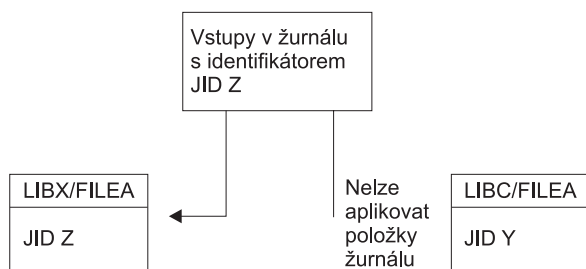 Vstupy v žurnálu
s identifikátorem
JID Z
LIBX/FILEA
JID Z
Nelze
aplikovat
položky
žurnálu
LIBC/FILEA
JID Y